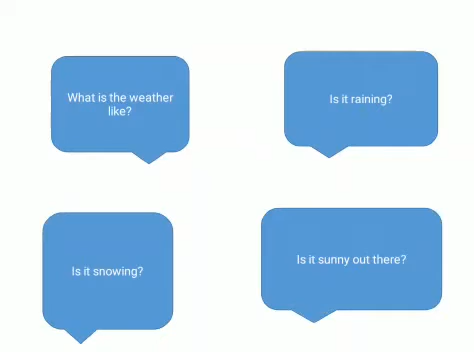 What is the weather
like?
Is it raining?
Is it snowing?
Is it sunny out there?